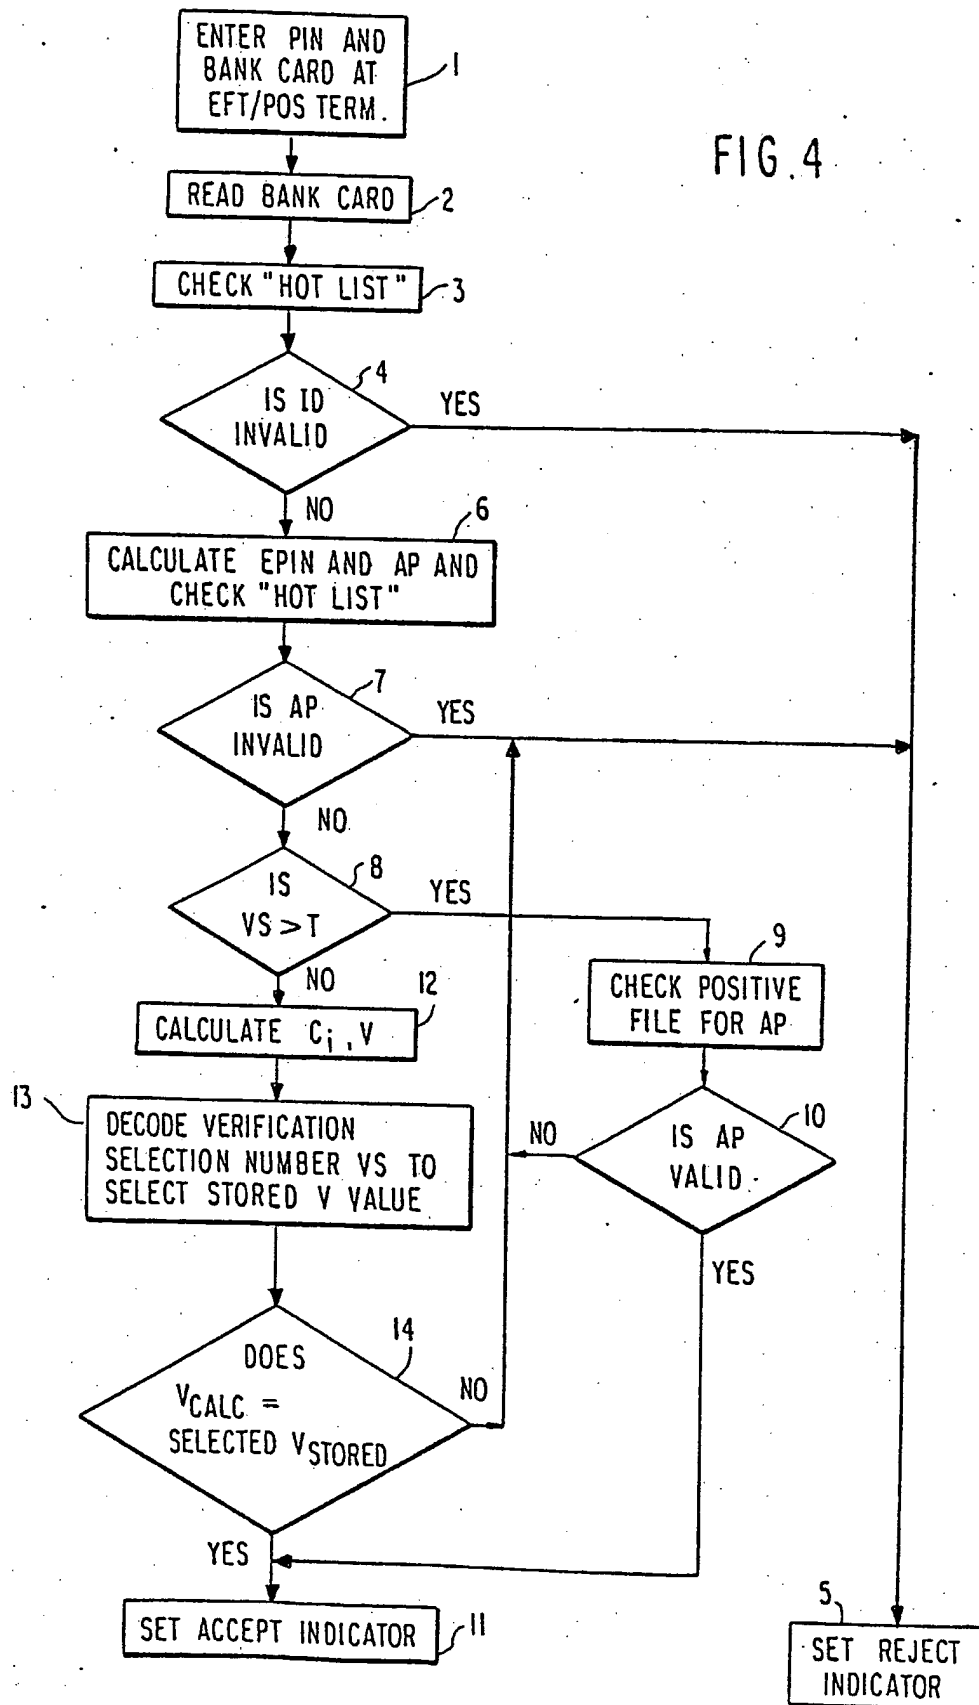 ENTER PIN AND
BANK CARD AT
EFT/POS TERM.
1
FIG.4
READ BANK CARD
2
CHECK "HOT LIST"
3
4
IS ID
INVALID
YES
NO
6
CALCULATE EPIN AND AP AND
CHECK "HOT LIST"
7
IS AP
INVALID
YES
NO
8
IS
VS > T
YES
NO
9
CHECK POSITIVE
FILE FOR AP
12
CALCULATE Ci, V
13
DECODE VERIFICATION
SELECTION NUMBER VS TO
SELECT STORED V VALUE
10
IS AP
VALID
NO
YES
14
DOES
VCALC =
SELECTED VSTORED
NO
YES
SET ACCEPT INDICATOR
11
5
SET REJECT
INDICATOR